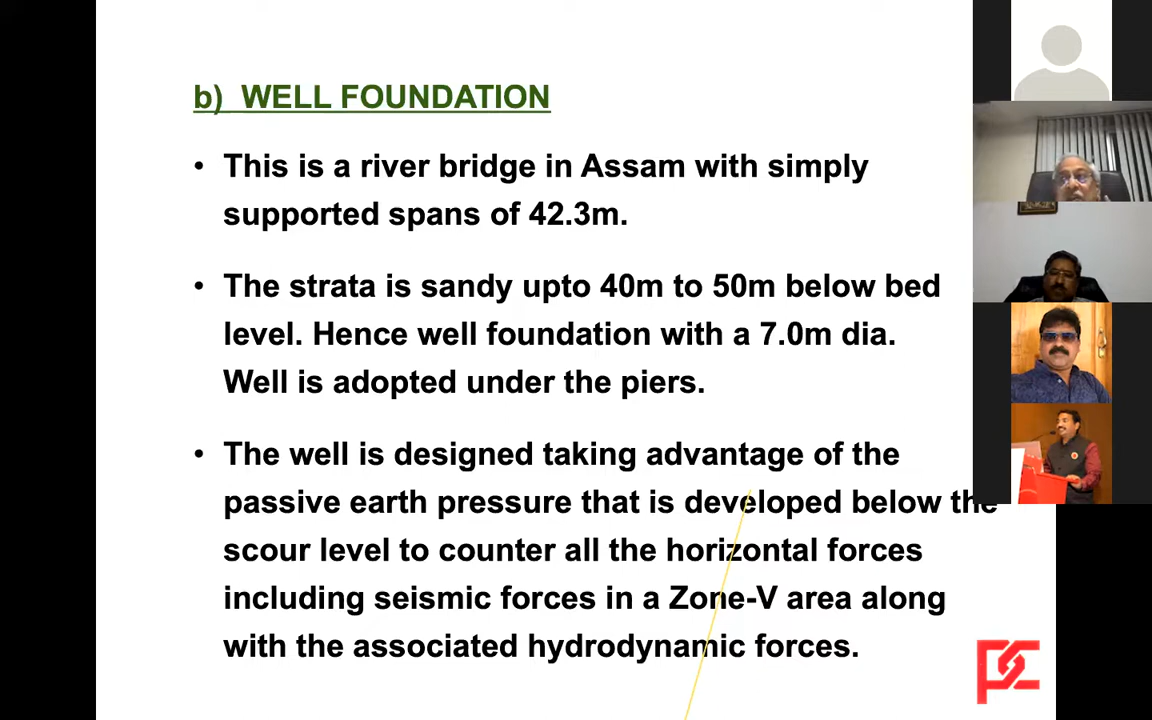 b) WELL FOUNDATION
• This is a river bridge in Assam with simply
supported spans of 42.3m.
• The strata is sandy upto 40m to 50m below bed
level. Hence well foundation with a 7.0m dia.
Well is adopted under the piers.
• The well is designed taking advantage of the
passive earth pressure that is developed below the
scour level to counter all the horizontal forces
including seismic forces in a Zone-V area along
with the associated hydrodynamic forces.